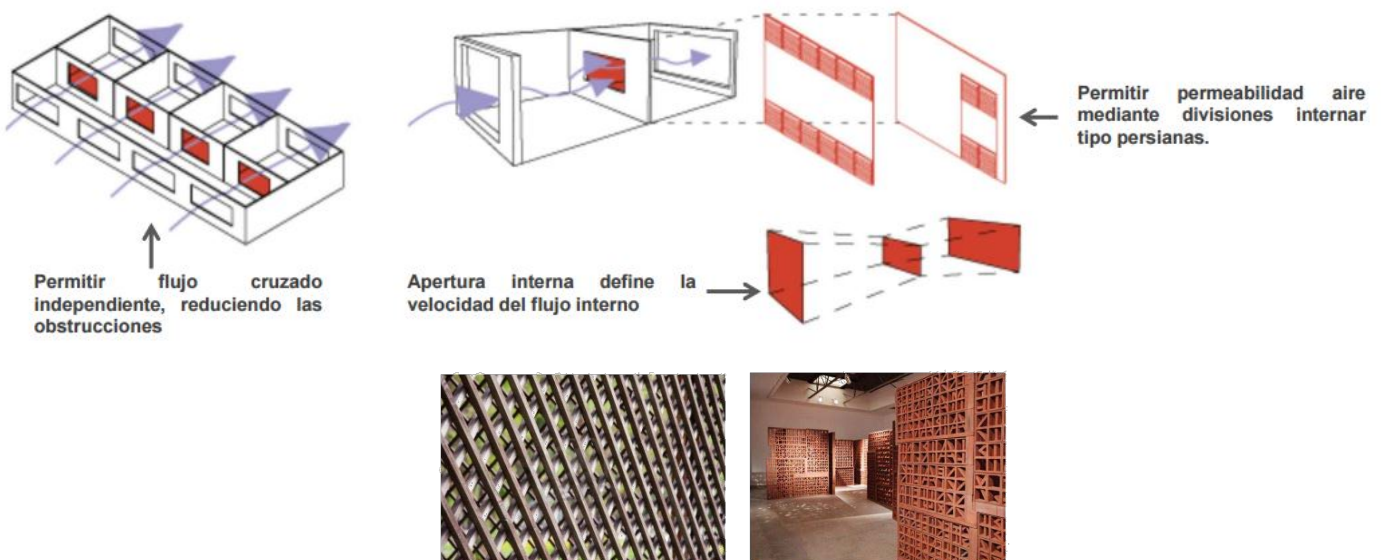 Permitir permeabilidad aire
mediante divisiones internar
tipo persianas.
Permitir flujo cruzado
independiente, reduciendo las
obstrucciones
Apertura interna define la
velocidad del flujo interno